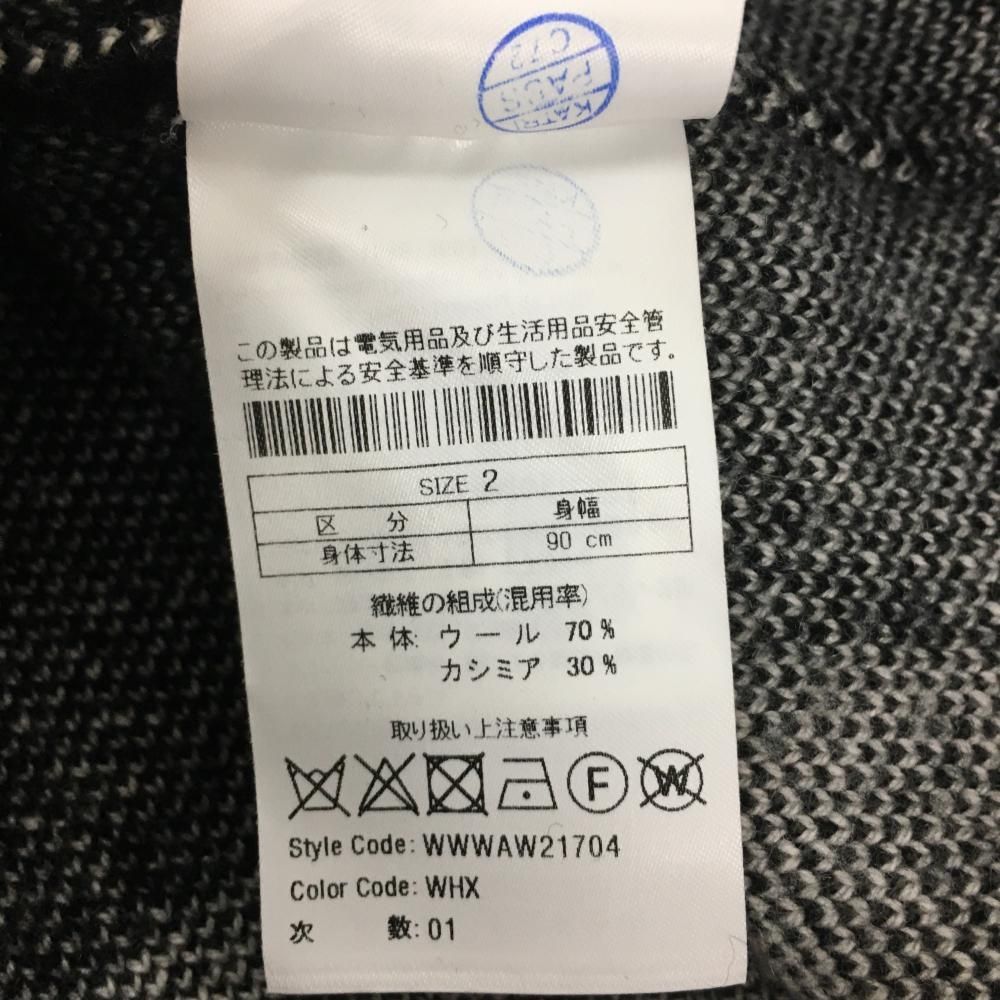 C12
PASS
KATRI
この製品は電気用品及び生活用品安全管
理法による安全基準を順守した製品です。
SIZE 2
区 分 身幅
身体寸法 90 cm
繊維の組成(混用率)
本 体: ウール 70 %
カシミア 30 %
取り扱い上注意事項
F W
Style Code: WWWAW21704
Color Code: WHX
次 数: 01